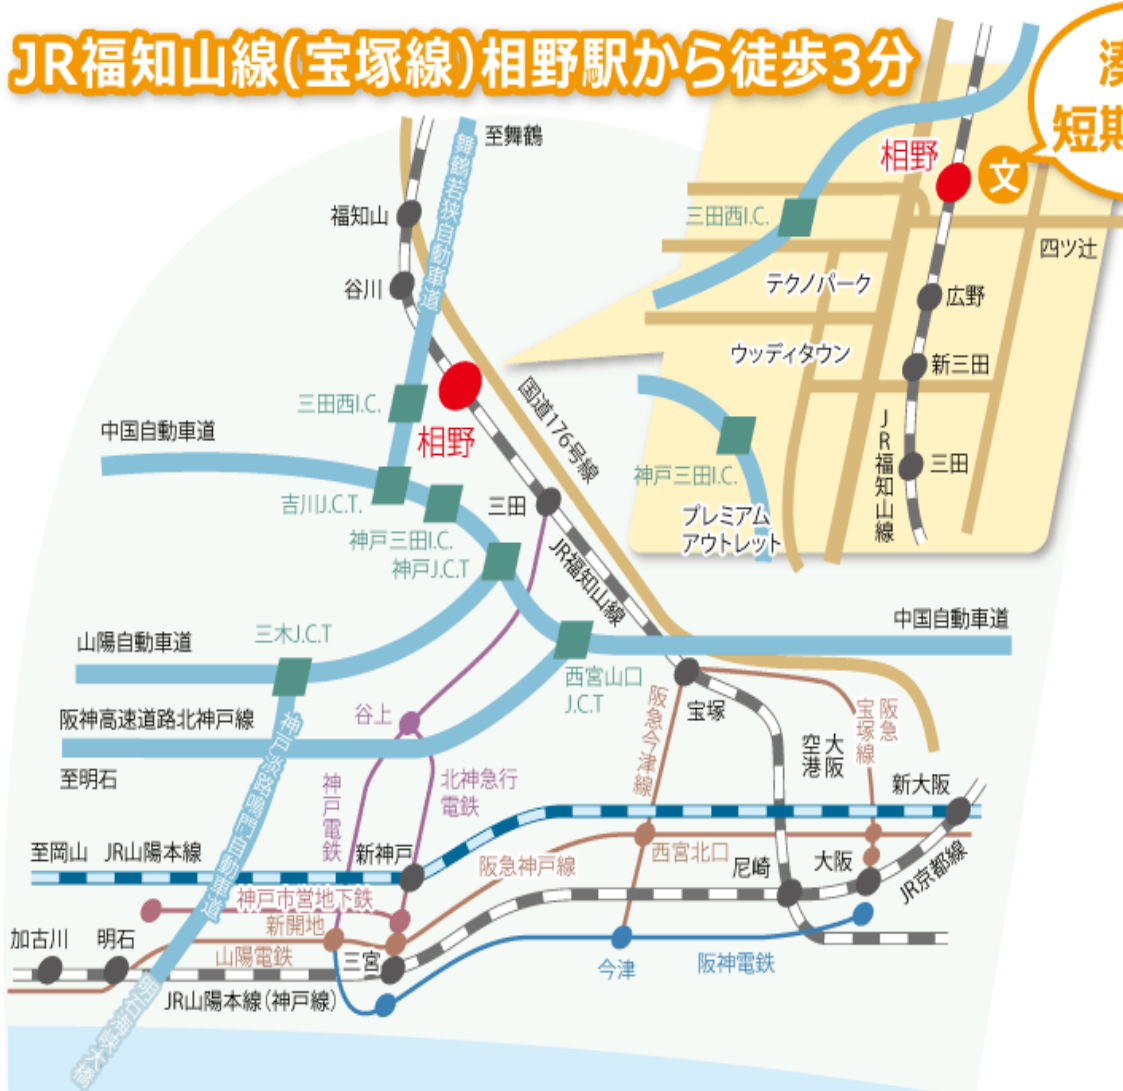 JR福知山線(宝塚線)相野駅から徒歩3分
湊
短期
相野
文
三田西I.C.
四ツ辻
テクノパーク
広野
ウッディタウン
新三田
神戸三田I.C.
JR福知山線
三田
プレミアム
アウトレット
至舞鶴
舞鶴若狭自動車道
福知山
谷川
三田西I.C.
相野
国道176号線
中国自動車道
吉川J.C.T.
三田
神戸三田I.C.
神戸J.C.T
JR福知山線
中国自動車道
山陽自動車道
三木J.C.T
西宮山口
J.C.T
阪神高速道路北神戸線
谷上
宝塚
阪急今津線
阪急
宝塚線
大阪
空港
至明石
神戸淡路鳴門自動車道
神戸電鉄
北神急行
電鉄
新大阪
至岡山 JR山陽本線
新神戸
阪急神戸線
西宮北口
尼崎
大阪
JR京都線
神戸市営地下鉄
新開地
加古川
明石
山陽電鉄
三宮
今津
阪神電鉄
JR山陽本線(神戸線)
明石海峡大橋